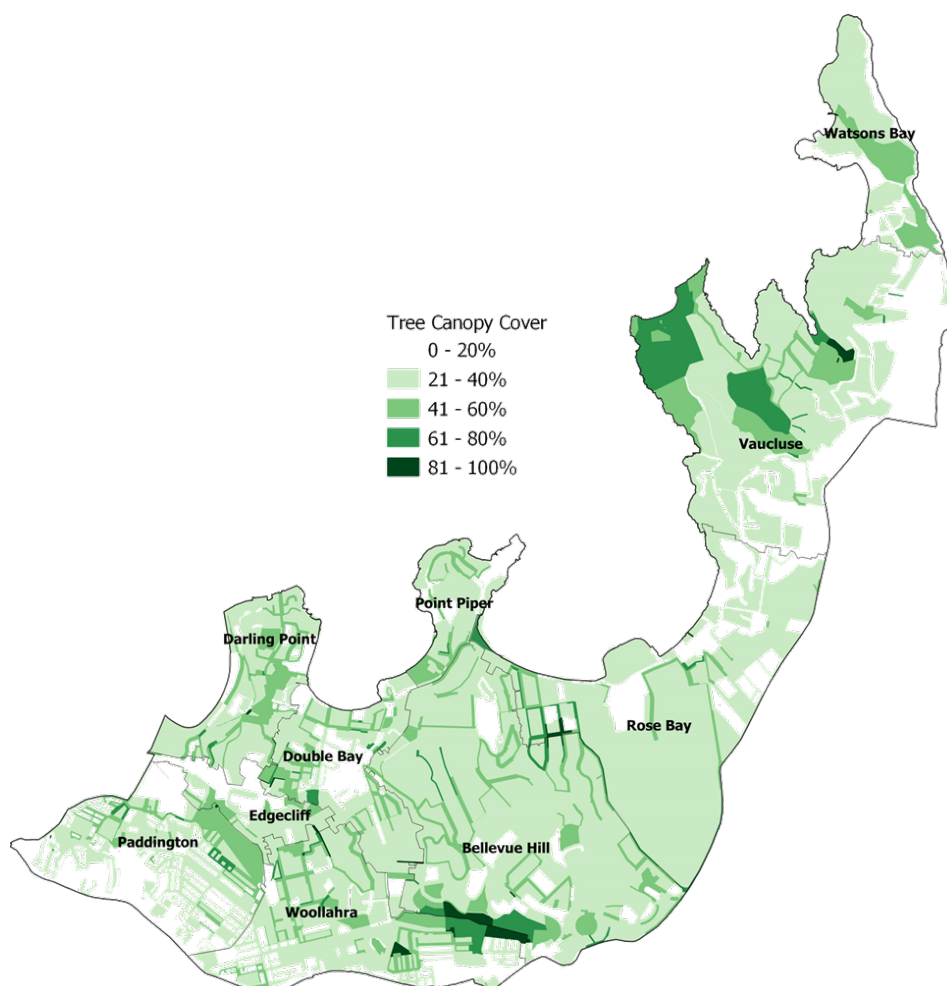 Watsons Bay
Tree Canopy Cover
0 - 20%
21 - 40%
41 - 60%
61 - 80%
81 - 100%
Vaucluse
Point Piper
Darling Point
Rose Bay
Double Bay
Edgecliff
Paddington
Bellevue Hill
Woollahra